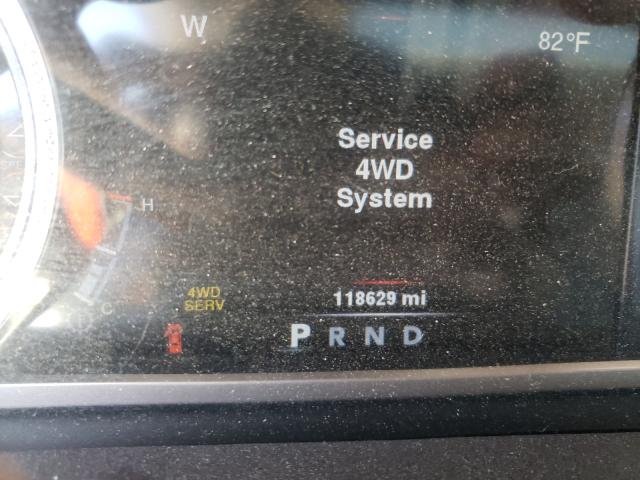 W
82°F
Service
4WD
System
H
4WD
SERV
C
118629 mi
P R N D